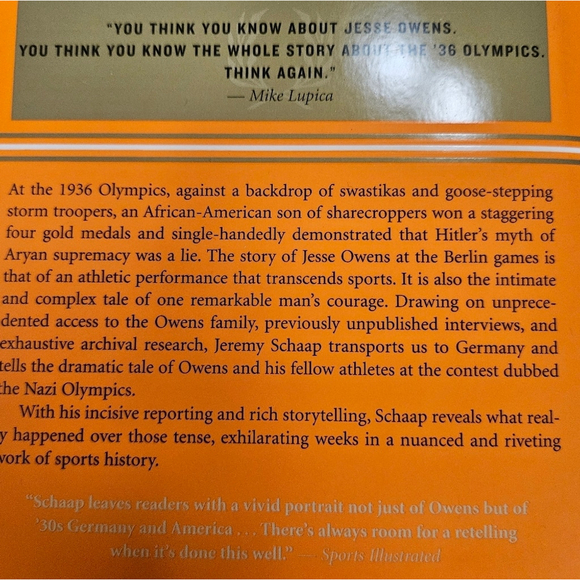 "YOU THINK YOU KNOW ABOUT JESSE OWENS.
YOU THINK YOU KNOW THE WHOLE STORY ABOUT THE '36 OLYMPICS.
THINK AGAIN."
— Mike Lupica
At the 1936 Olympics, against a backdrop of swastikas and goose-stepping
storm troopers, an African-American son of sharecroppers won a staggering
four gold medals and single-handedly demonstrated that Hitler's myth of
Aryan supremacy was a lie. The story of Jesse Owens at the Berlin games is
that of an athletic performance that transcends sports. It is also the intimate
and complex tale of one remarkable man's courage. Drawing on unprece-
dented access to the Owens family, previously unpublished interviews, and
exhaustive archival research, Jeremy Schaap transports us to Germany and
tells the dramatic tale of Owens and his fellow athletes at the contest dubbed
the Nazi Olympics.
With his incisive reporting and rich storytelling, Schaap reveals what real-
y happened over those tense, exhilarating weeks in a nuanced and riveting
work of sports history.
"Schaap leaves readers with a vivid portrait not just of Owens but of
'30s Germany and America . . . There's always room for a retelling
when it's done this well." — Sports Illustrated